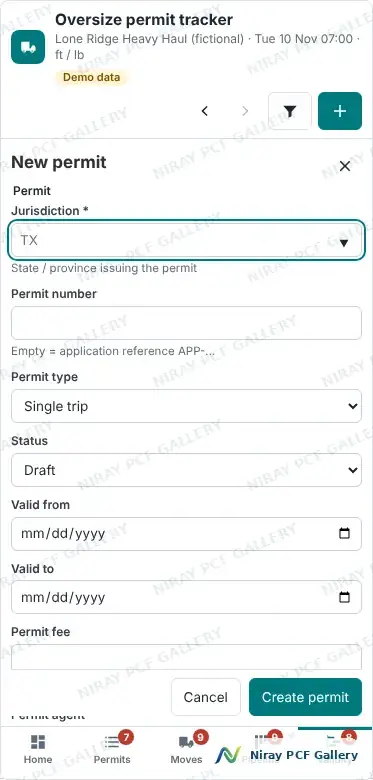 Oversize permit tracker
Lone Ridge Heavy Haul (fictional) · Tue 10 Nov 07:00 ·
ft / lb
Demo data
New permit
Permit
Jurisdiction *
TX
State / province issuing the permit
Permit number
Empty = application reference APP-...
Permit type
Single trip
Status
Draft
Valid from
mm/dd/yyyy
Valid to
mm/dd/yyyy
Permit fee
Cancel
Create permit
Permit agent
7
9
9
8
Home
Permits
Moves
Niray PCF Gallery
NIRAY PCF GALLERY